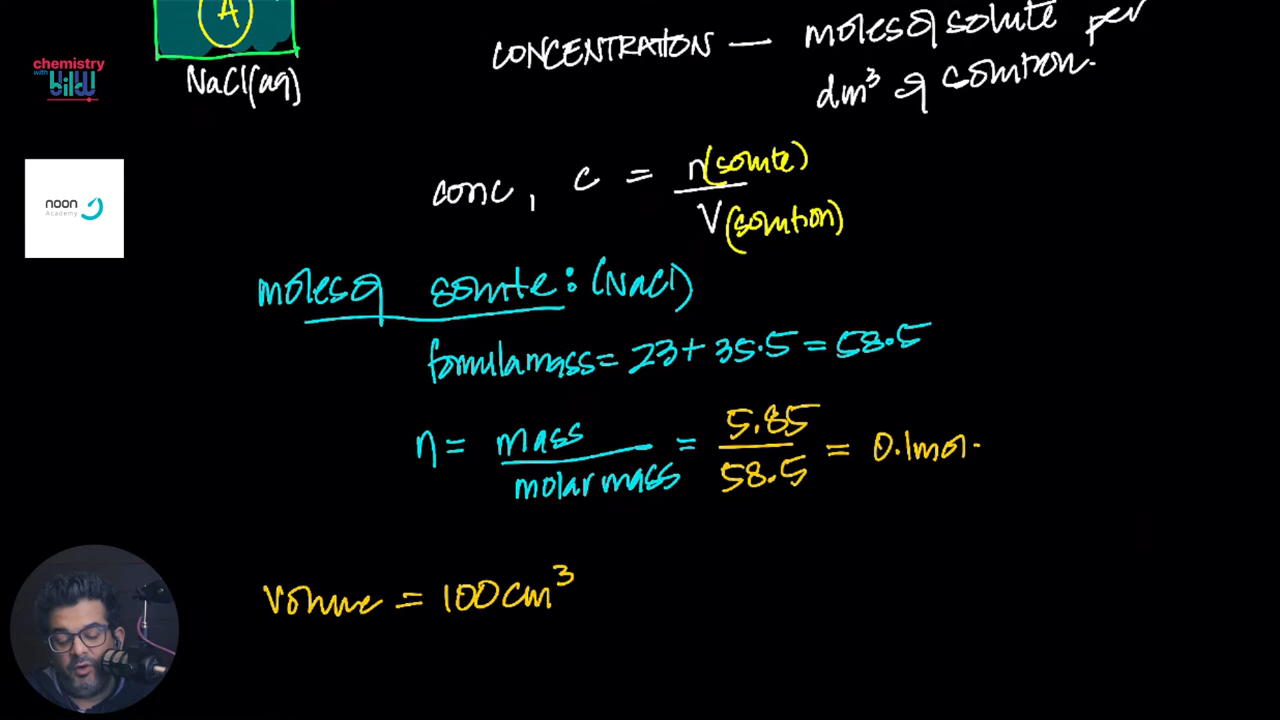 A
NaCl(aq)
chemistry
with
bilal
noon
Academy
CONCENTRATION — moles of solute per
dm³ of solution.
conc, c = n(solute)
V(solution)
moles of solute: (NaCl)
formula mass = 23 + 35.5 = 58.5
n = mass / molar mass = 5.85 / 58.5 = 0.1 mol.
volume = 100 cm³